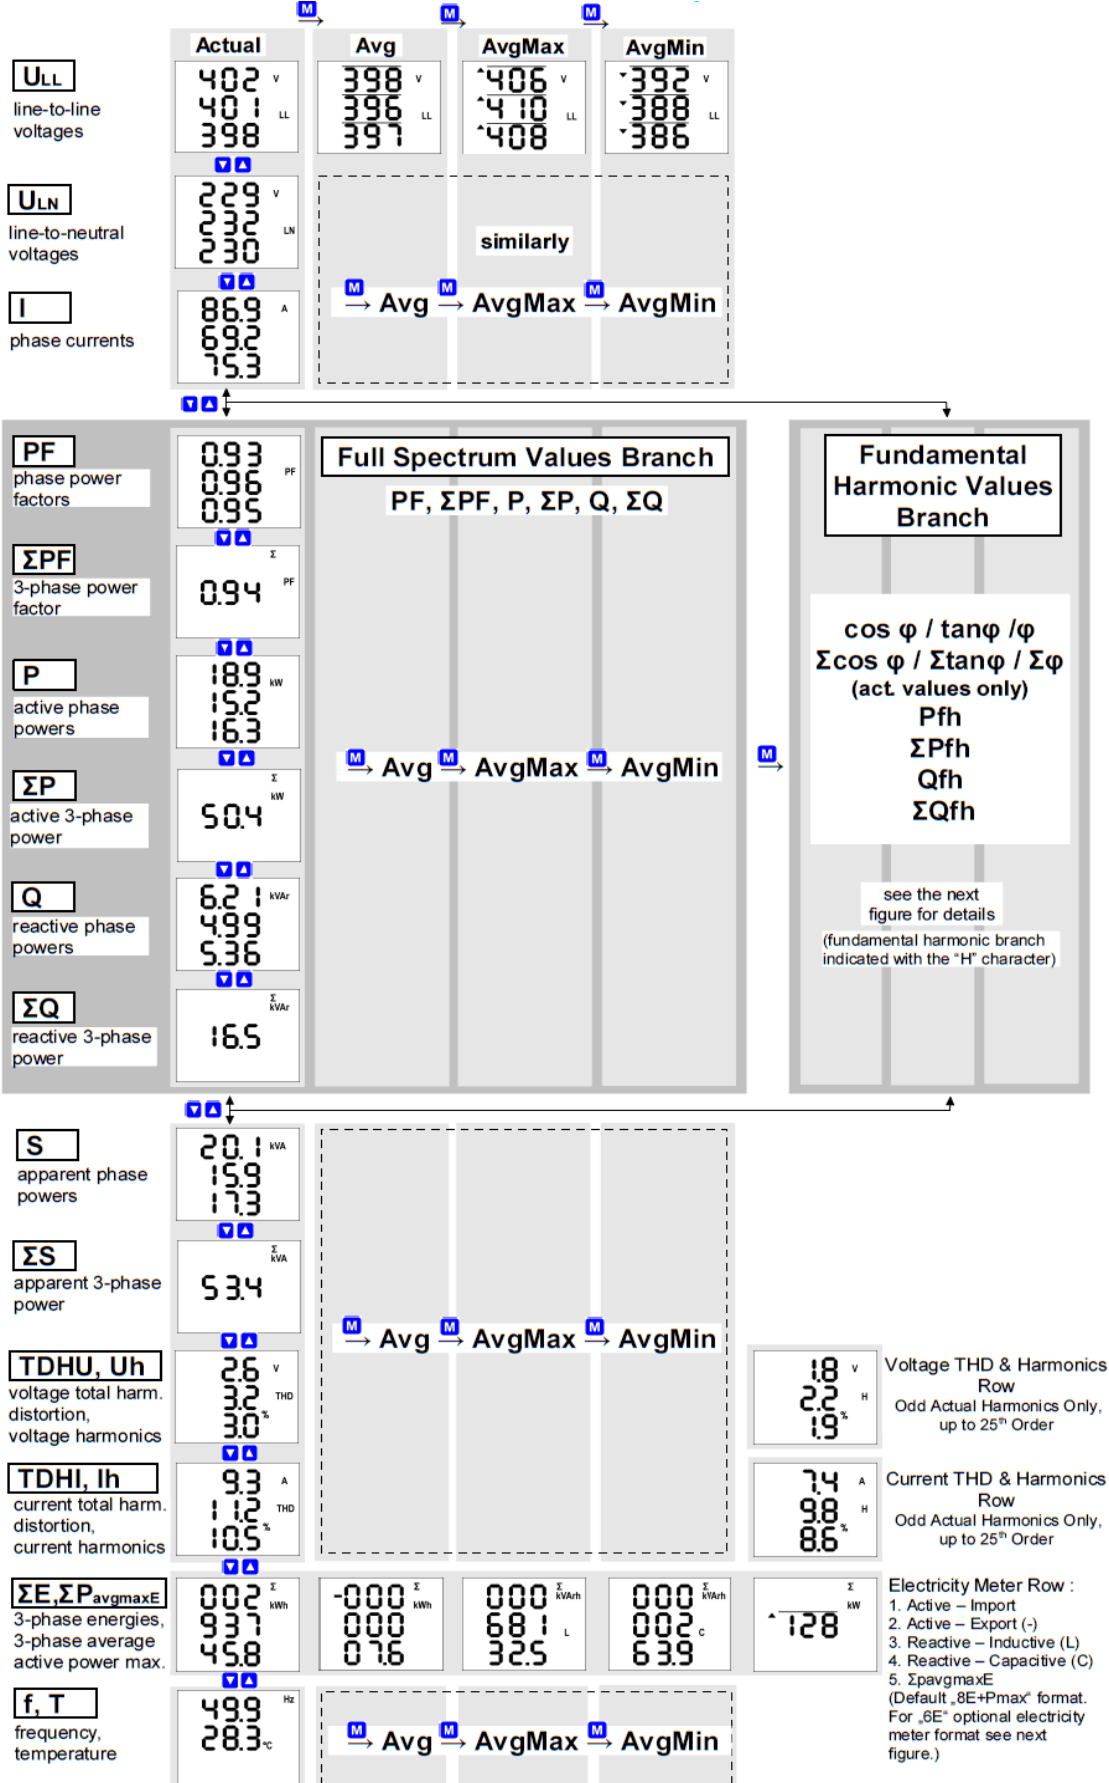 M M M
Actual Avg AvgMax AvgMin
ULL
line-to-line
voltages
402 V
401 LL
398
398 V
396 LL
397
406 V
410 LL
408
392 V
388 LL
386
ULN
line-to-neutral
voltages
229 V
232 LN
230
similarly
I
phase currents
86.9 A
69.2
75.3
M Avg M AvgMax M AvgMin
PF
phase power
factors
0.93
0.96 PF
0.95
Full Spectrum Values Branch
PF, ΣPF, P, ΣP, Q, ΣQ
Fundamental
Harmonic Values
Branch
ΣPF
3-phase power
factor
Σ
0.94 PF
P
active phase
powers
18.9 kW
15.2
16.3
cos φ / tanφ /φ
Σcos φ / Σtanφ / Σφ
(act. values only)
Pfh
ΣPfh
Qfh
ΣQfh
M Avg M AvgMax M AvgMin M
ΣP
active 3-phase
power
Σ
kW
50.4
Q
reactive phase
powers
6.21 kVAr
4.99
5.36
see the next
figure for details
(fundamental harmonic branch
indicated with the "H" character)
ΣQ
reactive 3-phase
power
Σ
kVAr
16.5
S
apparent phase
powers
20.1 kVA
15.9
17.3
ΣS
apparent 3-phase
power
Σ
kVA
53.4
M Avg M AvgMax M AvgMin
TDHU, Uh
voltage total harm.
distortion,
voltage harmonics
2.6 V
3.2 THD
3.0 %
1.8 V
2.2 H
1.9 %
Voltage THD & Harmonics
Row
Odd Actual Harmonics Only,
up to 25th Order
TDHI, Ih
current total harm.
distortion,
current harmonics
9.3 A
11.2 THD
10.5 %
7.4 A
9.8 H
8.6 %
Current THD & Harmonics
Row
Odd Actual Harmonics Only,
up to 25th Order
ΣE,ΣPavgmaxE
3-phase energies,
3-phase average
active power max.
002 Σ
937 kWh
45.8
-000 Σ
000 kWh
07.6
000 Σ kVArh
681 L
32.5
000 Σ kVArh
002 C
63.9
Σ
kW
128
Electricity Meter Row :
1. Active – Import
2. Active – Export (-)
3. Reactive – Inductive (L)
4. Reactive – Capacitive (C)
5. ΣpavgmaxE
(Default „8E+Pmax“ format.
For „6E“ optional electricity
meter format see next
figure.)
f, T
frequency,
temperature
49.9 Hz
28.3 °C
M Avg M AvgMax M AvgMin